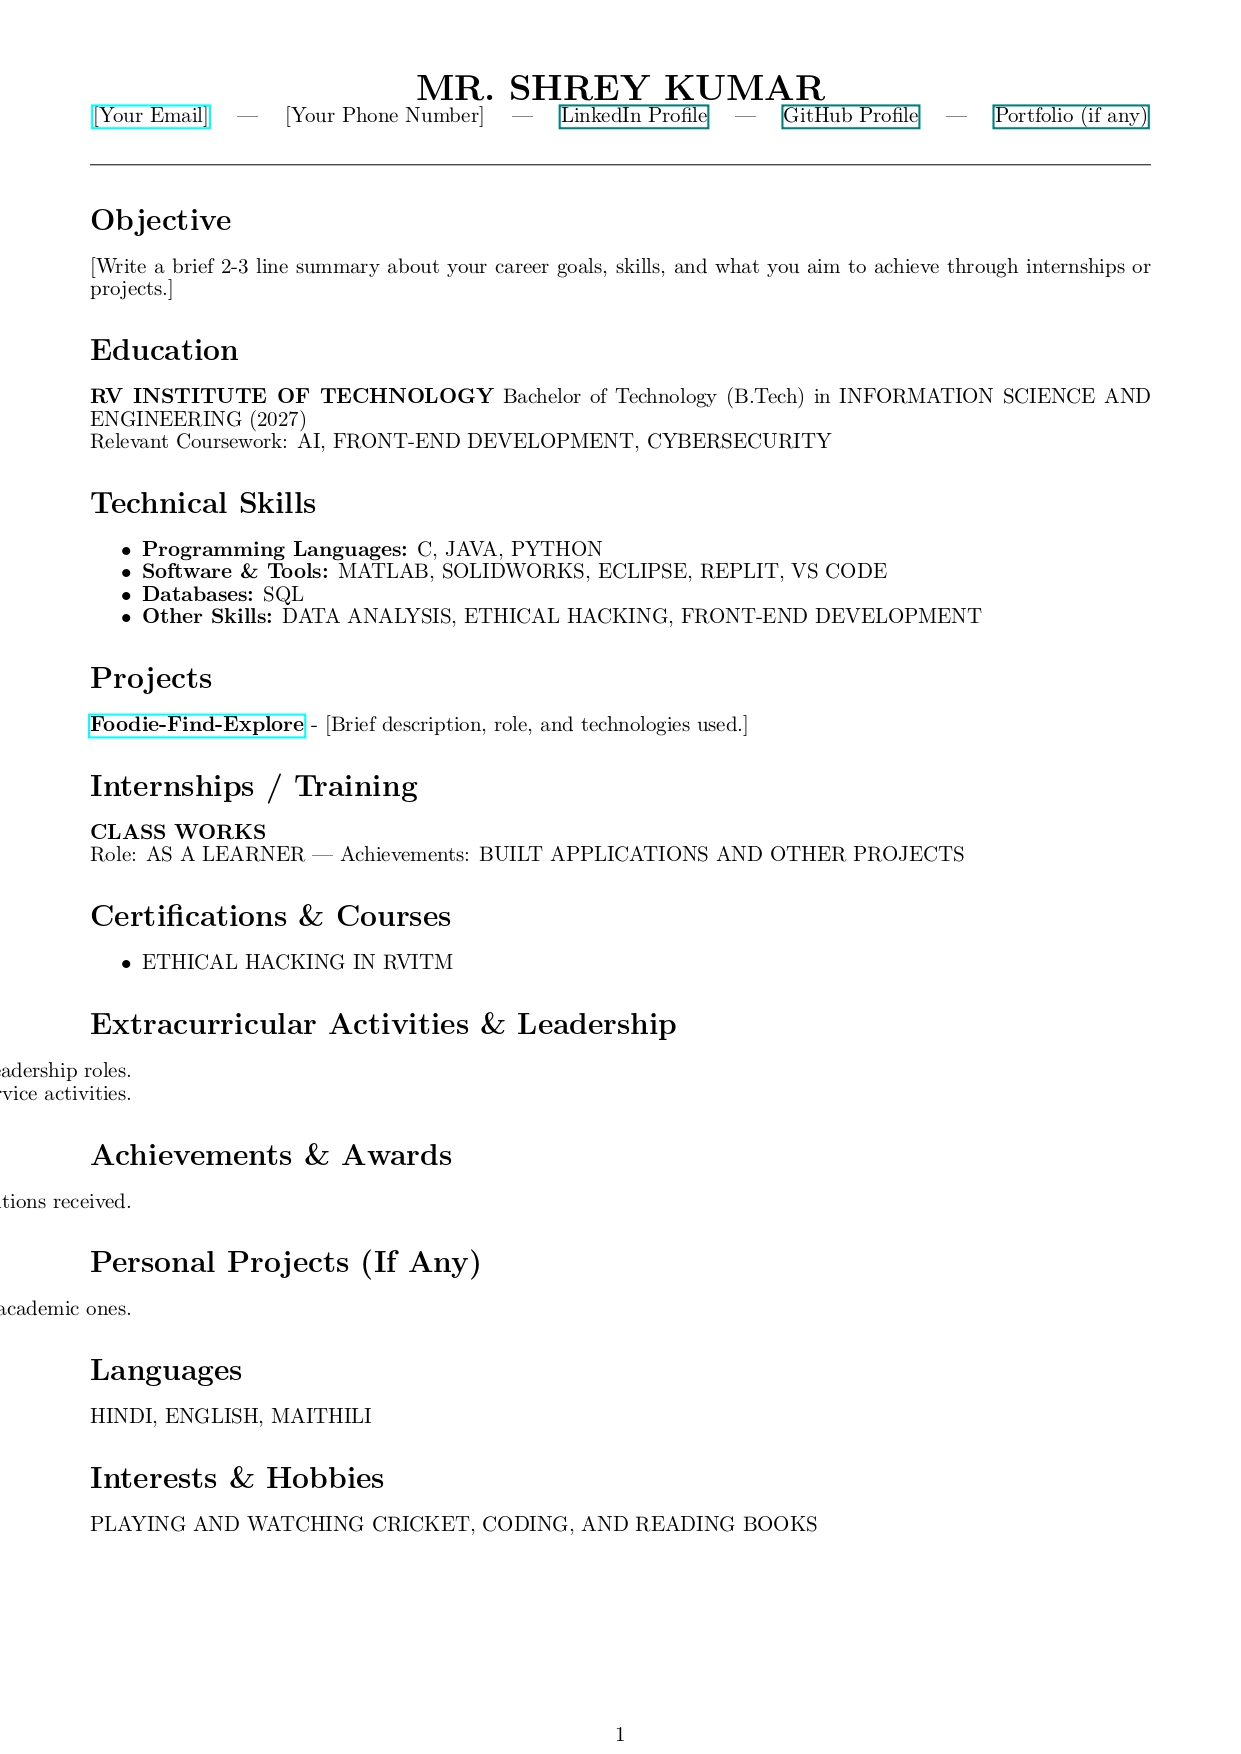 MR. SHREY KUMAR
[Your Email] — [Your Phone Number] — LinkedIn Profile — GitHub Profile — Portfolio (if any)
Objective
[Write a brief 2-3 line summary about your career goals, skills, and what you aim to achieve through internships or
projects.]
Education
RV INSTITUTE OF TECHNOLOGY Bachelor of Technology (B.Tech) in INFORMATION SCIENCE AND
ENGINEERING (2027)
Relevant Coursework: AI, FRONT-END DEVELOPMENT, CYBERSECURITY
Technical Skills
• Programming Languages: C, JAVA, PYTHON
• Software & Tools: MATLAB, SOLIDWORKS, ECLIPSE, REPLIT, VS CODE
• Databases: SQL
• Other Skills: DATA ANALYSIS, ETHICAL HACKING, FRONT-END DEVELOPMENT
Projects
Foodie-Find-Explore - [Brief description, role, and technologies used.]
Internships / Training
CLASS WORKS
Role: AS A LEARNER — Achievements: BUILT APPLICATIONS AND OTHER PROJECTS
Certifications & Courses
• ETHICAL HACKING IN RVITM
Extracurricular Activities & Leadership
eadership roles.
rvice activities.
Achievements & Awards
tions received.
Personal Projects (If Any)
academic ones.
Languages
HINDI, ENGLISH, MAITHILI
Interests & Hobbies
PLAYING AND WATCHING CRICKET, CODING, AND READING BOOKS
1